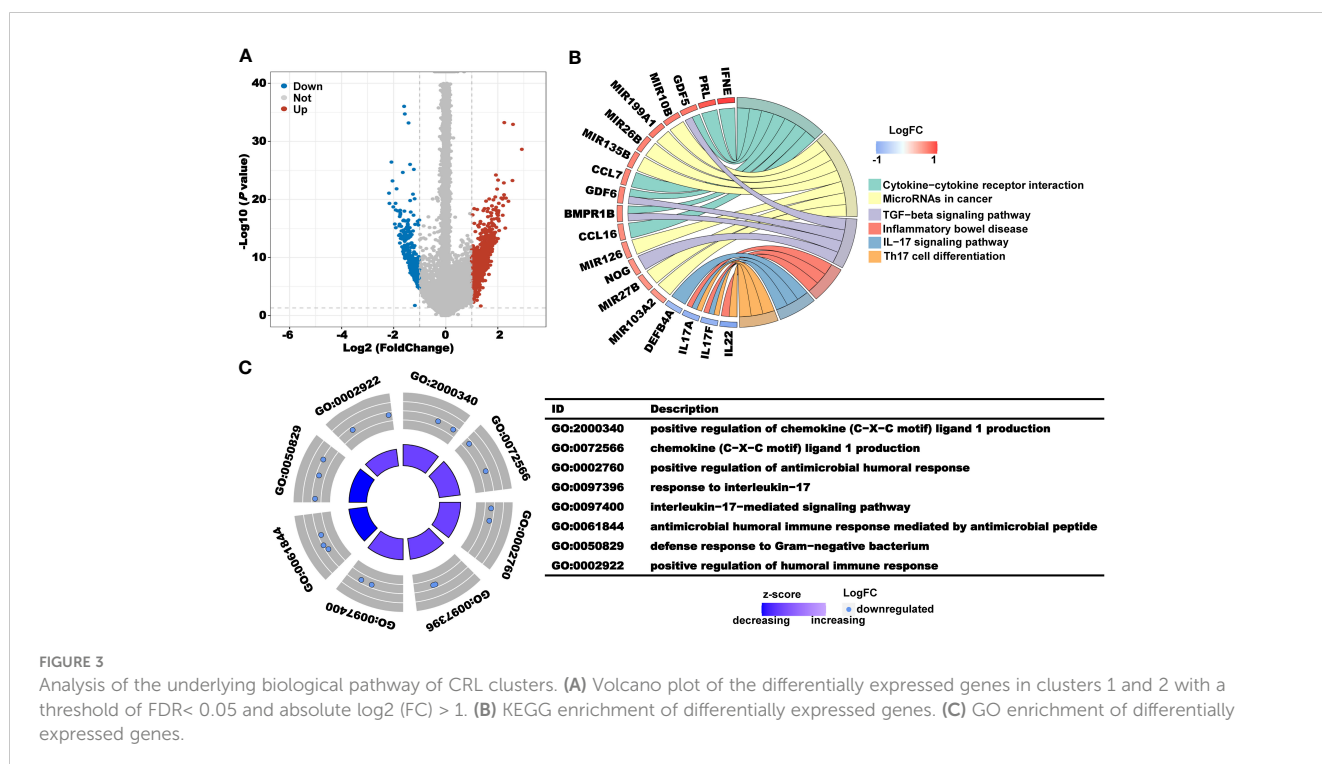 A
40
30
20
10
0
-Log10 (P value)
Down
Not
Up
-6 -4 -2 0 2
Log2 (FoldChange)
B
IFNE
PRL
GDF5
MIR10B
MIR199A1
MIR26B
MIR135B
CCL7
GDF6
BMPR1B
CCL16
MIR126
NOG
MIR27B
MIR103A2
DEFB4A
IL17A
IL17F
IL22
LogFC
-1 1
Cytokine−cytokine receptor interaction
MicroRNAs in cancer
TGF−beta signaling pathway
Inflammatory bowel disease
IL−17 signaling pathway
Th17 cell differentiation
C
GO:2000340
GO:0072566
GO:0002760
GO:0097396
GO:0097400
GO:0061844
GO:0050829
GO:0002922
ID Description
GO:2000340 positive regulation of chemokine (C−X−C motif) ligand 1 production
GO:0072566 chemokine (C−X−C motif) ligand 1 production
GO:0002760 positive regulation of antimicrobial humoral response
GO:0097396 response to interleukin−17
GO:0097400 interleukin−17−mediated signaling pathway
GO:0061844 antimicrobial humoral immune response mediated by antimicrobial peptide
GO:0050829 defense response to Gram−negative bacterium
GO:0002922 positive regulation of humoral immune response
z-score
decreasing increasing
LogFC
downregulated
FIGURE 3
Analysis of the underlying biological pathway of CRL clusters. (A) Volcano plot of the differentially expressed genes in clusters 1 and 2 with a
threshold of FDR< 0.05 and absolute log2 (FC) > 1. (B) KEGG enrichment of differentially expressed genes. (C) GO enrichment of differentially
expressed genes.